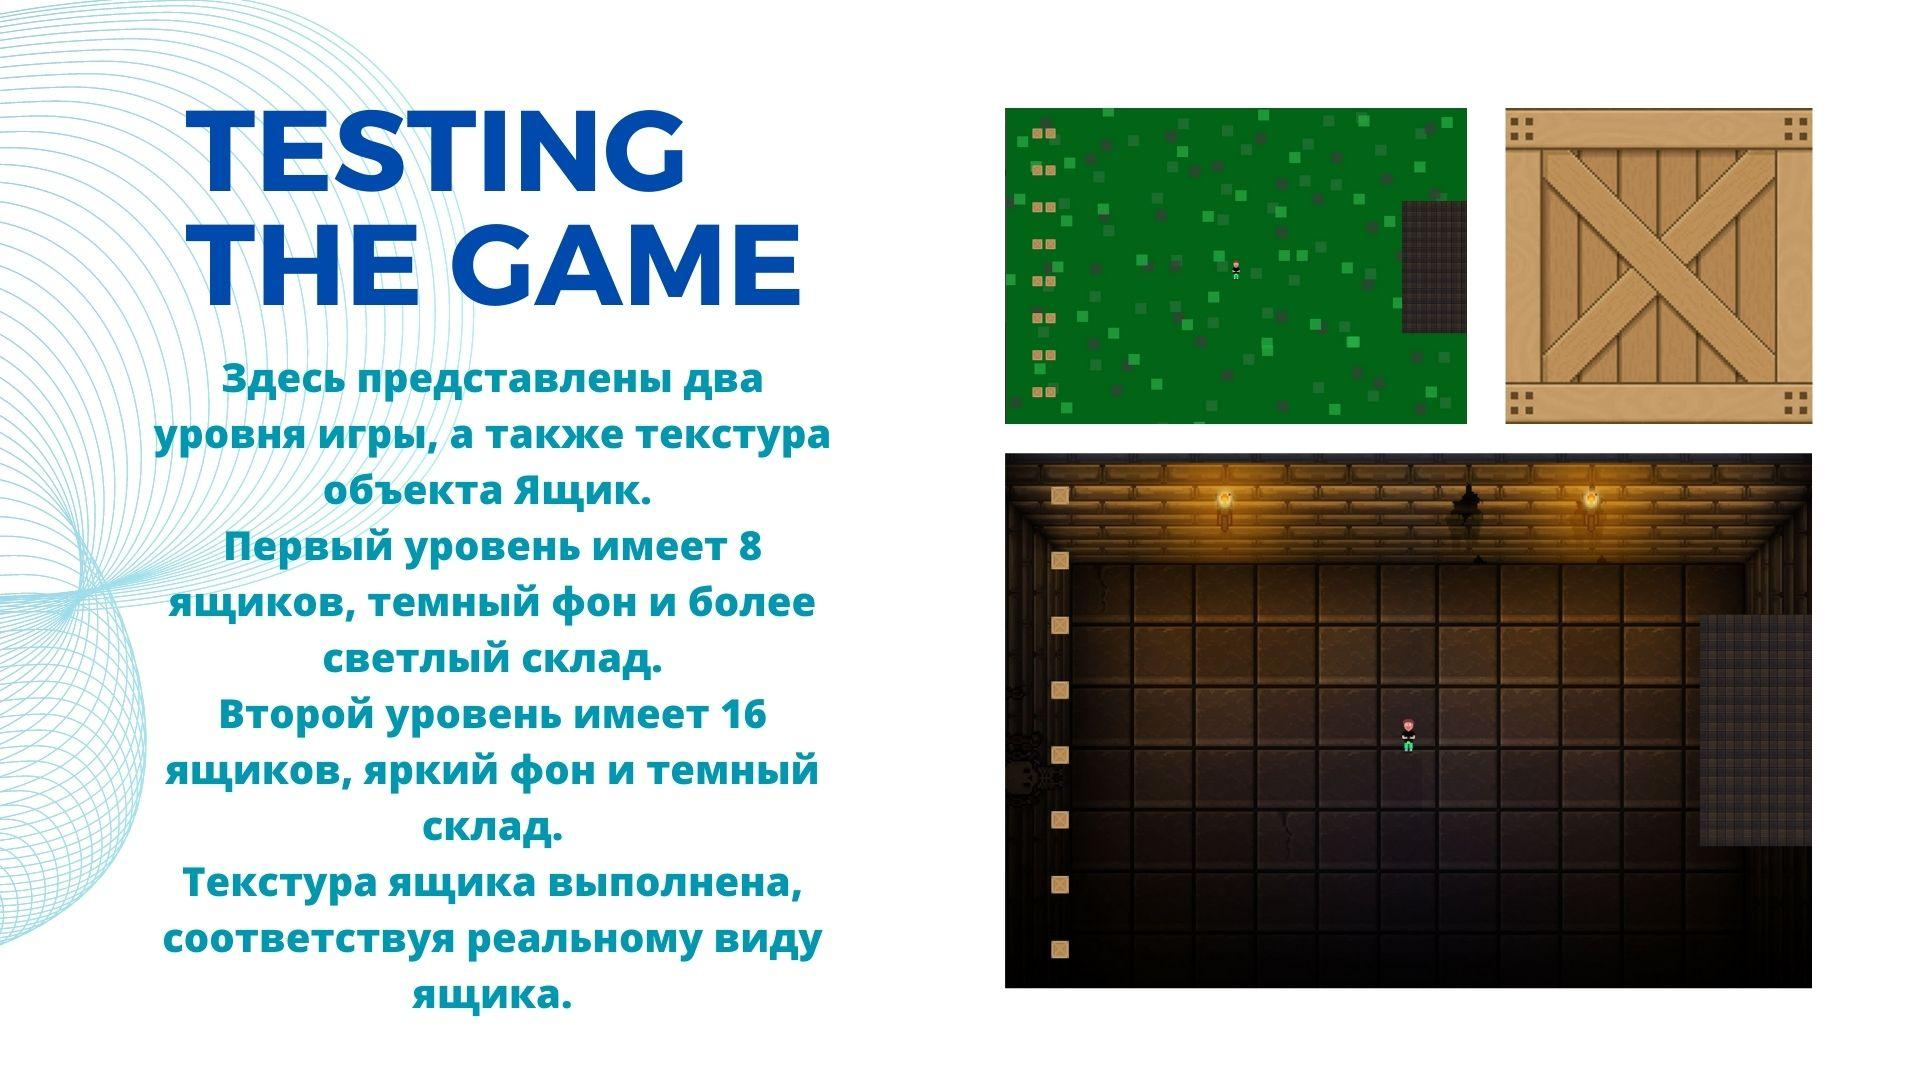 TESTING
THE GAME
Здесь представлены два
уровня игры, а также текстура
объекта Ящик.
Первый уровень имеет 8
ящиков, темный фон и более
светлый склад.
Второй уровень имеет 16
ящиков, яркий фон и темный
склад.
Текстура ящика выполнена,
соответствуя реальному виду
ящика.